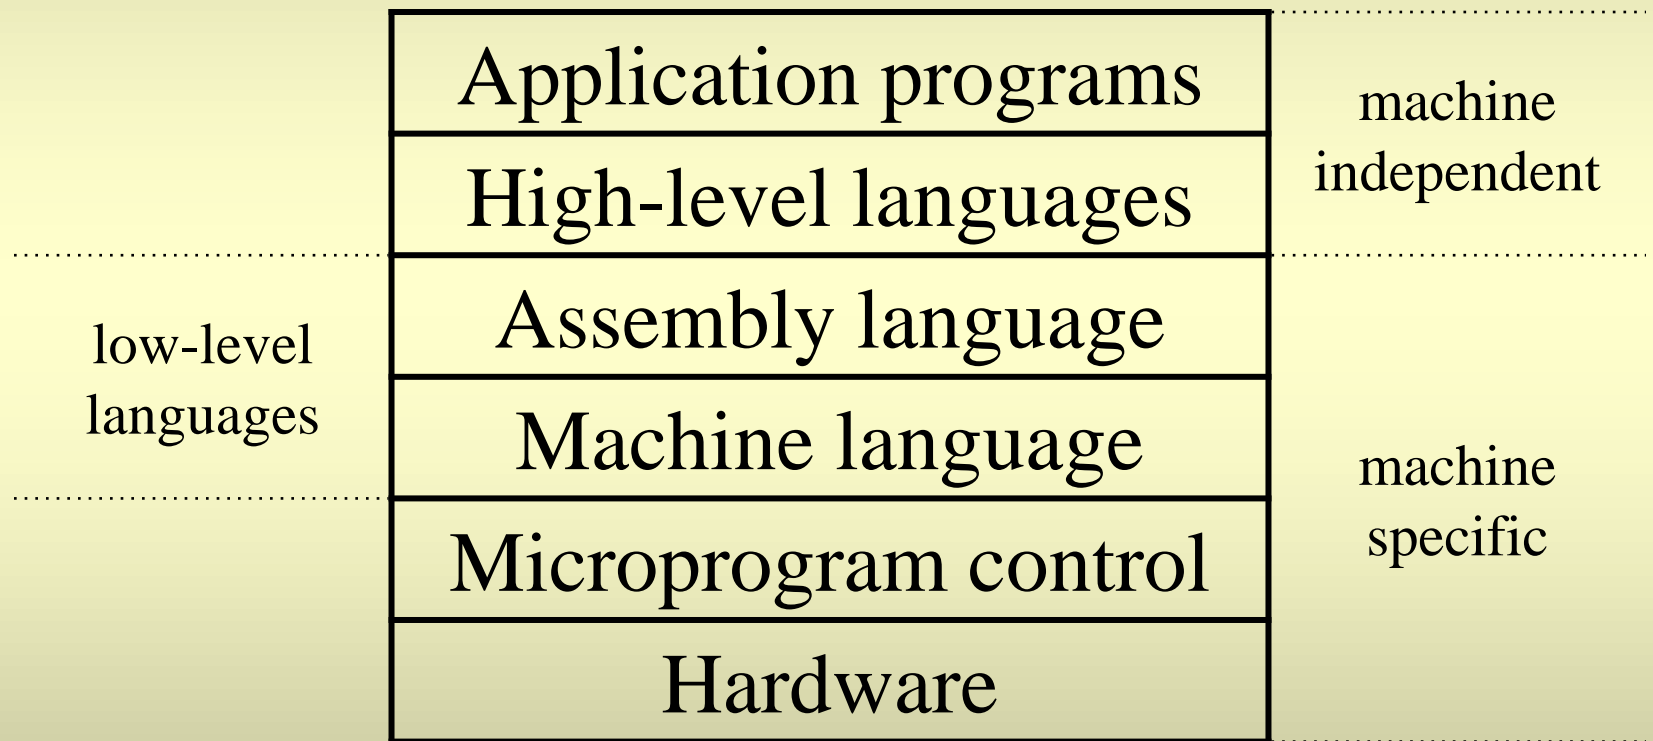 Application programs
machine
independent
High-level languages
Assembly language
low-level
languages
Machine language
machine
specific
Microprogram control
Hardware